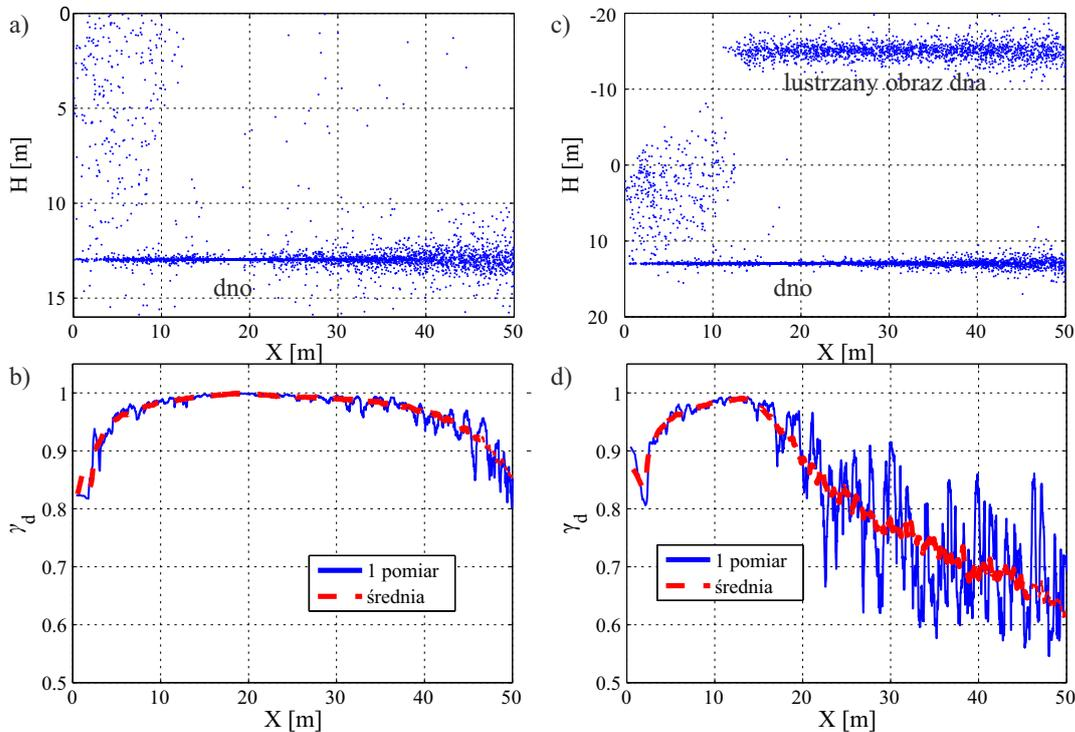 a)
0
5
10
15
H [m]
dno
0 10 20 30 40 50
X [m]
c)
-20
-10
0
10
20
H [m]
lustrzany obraz dna
dno
0 10 20 30 40 50
X [m]
b)
1
0.9
0.8
0.7
0.6
0.5
γd
1 pomiar
średnia
0 10 20 30 40 50
X [m]
d)
1
0.9
0.8
0.7
0.6
0.5
γd
1 pomiar
średnia
0 10 20 30 40 50
X [m]